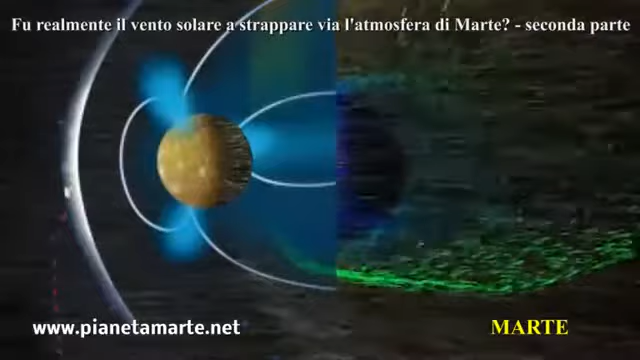 Fu realmente il vento solare a strappare via l'atmosfera di Marte? - seconda parte
www.pianetamarte.net
MARTE